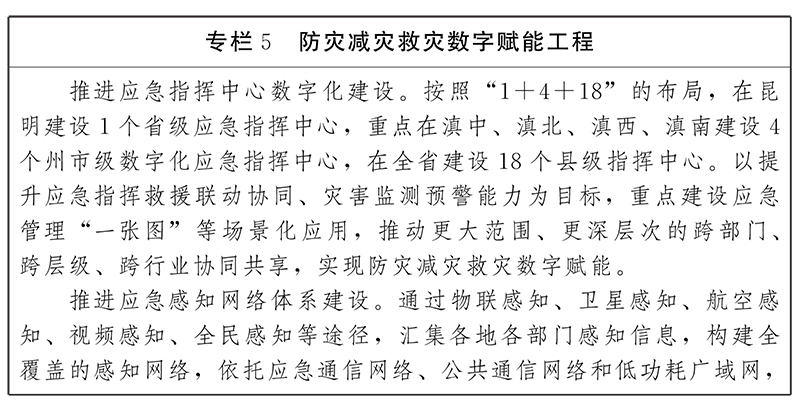 专栏 5　防灾减灾救灾数字赋能工程
推进应急指挥中心数字化建设。按照“1+4+18”的布局，在昆
明建设 1 个省级应急指挥中心，重点在滇中、滇北、滇西、滇南建设 4
个州市级数字化应急指挥中心，在全省建设 18 个县级指挥中心。以提
升应急指挥救援联动协同、灾害监测预警能力为目标，重点建设应急
管理“一张图”等场景化应用，推动更大范围、更深层次的跨部门、
跨层级、跨行业协同共享，实现防灾减灾救灾数字赋能。
推进应急感知网络体系建设。通过物联感知、卫星感知、航空感
知、视频感知、全民感知等途径，汇集各地各部门感知信息，构建全
覆盖的感知网络，依托应急通信网络、公共通信网络和低功耗广域网，